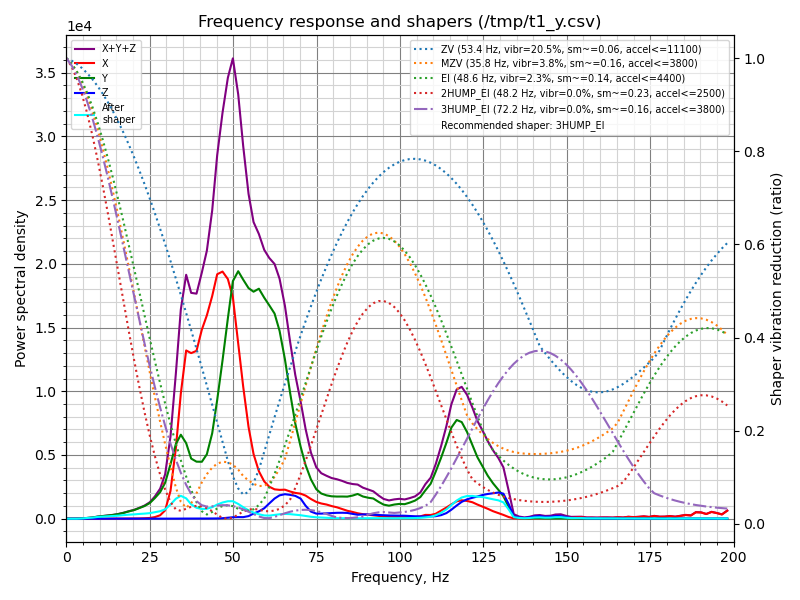 Frequency response and shapers (/tmp/t1_y.csv)
1e4
X+Y+Z
X
Y
Z
After
shaper
ZV (53.4 Hz, vibr=20.5%, sm~=0.06, accel<=11100)
MZV (35.8 Hz, vibr=3.8%, sm~=0.16, accel<=3800)
EI (48.6 Hz, vibr=2.3%, sm~=0.14, accel<=4400)
2HUMP_EI (48.2 Hz, vibr=0.0%, sm~=0.23, accel<=2500)
3HUMP_EI (72.2 Hz, vibr=0.0%, sm~=0.16, accel<=3800)
Recommended shaper: 3HUMP_EI
Power spectral density
3.5
3.0
2.5
2.0
1.5
1.0
0.5
0.0
1.0
0.8
0.6
0.4
0.2
0.0
Shaper vibration reduction (ratio)
0 25 50 75 100 125 150 175 200
Frequency, Hz